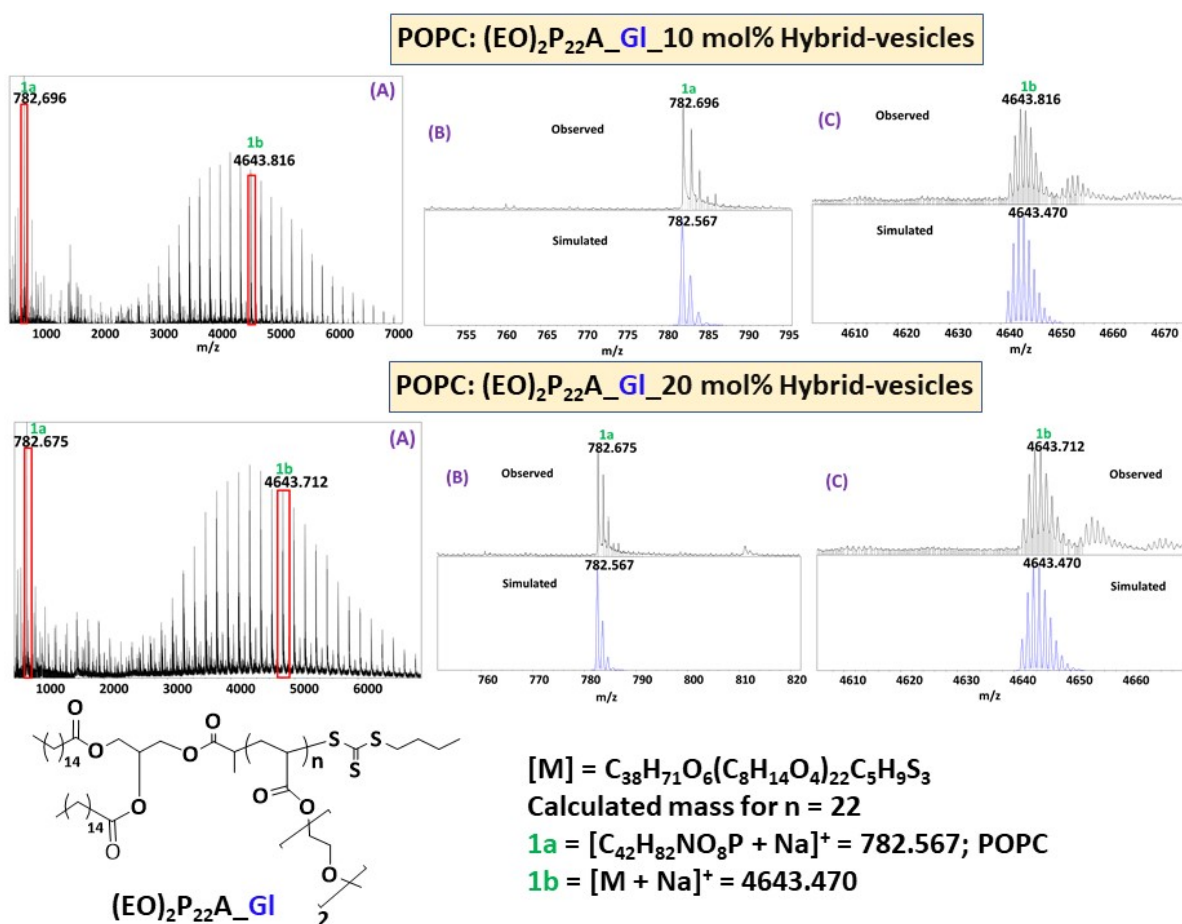 POPC: (EO)₂P₂₂A_Gl_10 mol% Hybrid-vesicles
1a
782,696
(A)
1b
4643.816
1000 2000 3000 4000 5000 6000 7000
m/z
1a
782.696
(B)
Observed
782.567
Simulated
755 760 765 770 775 780 785 790 795
m/z
1b
4643.816
(C)
Observed
4643.470
Simulated
4610 4620 4630 4640 4650 4660 4670
m/z
POPC: (EO)₂P₂₂A_Gl_20 mol% Hybrid-vesicles
1a
782.675
(A)
1b
4643.712
1000 2000 3000 4000 5000 6000
m/z
1a
782.675
(B)
Observed
782.567
Simulated
760 770 780 790 800 810 820
m/z
1b
4643.712
(C)
Observed
4643.470
Simulated
4610 4620 4630 4640 4650 4660
m/z
O
O
14
O
O
n
S
S
S
O
14
O
O
O
O
2
(EO)₂P₂₂A_Gl
[M] = C₃₈H₇₁O₆(C₈H₁₄O₄)₂₂C₅H₉S₃
Calculated mass for n = 22
1a = [C₄₂H₈₂NO₈P + Na]⁺ = 782.567; POPC
1b = [M + Na]⁺ = 4643.470